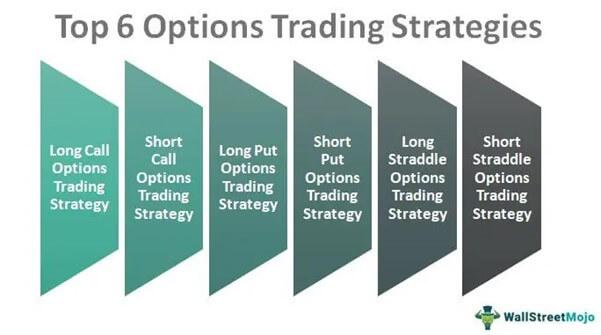 Top 6 Options Trading Strategies
Long Call
Options
Trading
Strategy
Short
Call
Options
Trading
Strategy
Long Put
Options
Trading
Strategy
Short
Put
Options
Trading
Strategy
Long
Straddle
Options
Trading
Strategy
Short
Straddle
Options
Trading
Strategy
WallStreetMojo